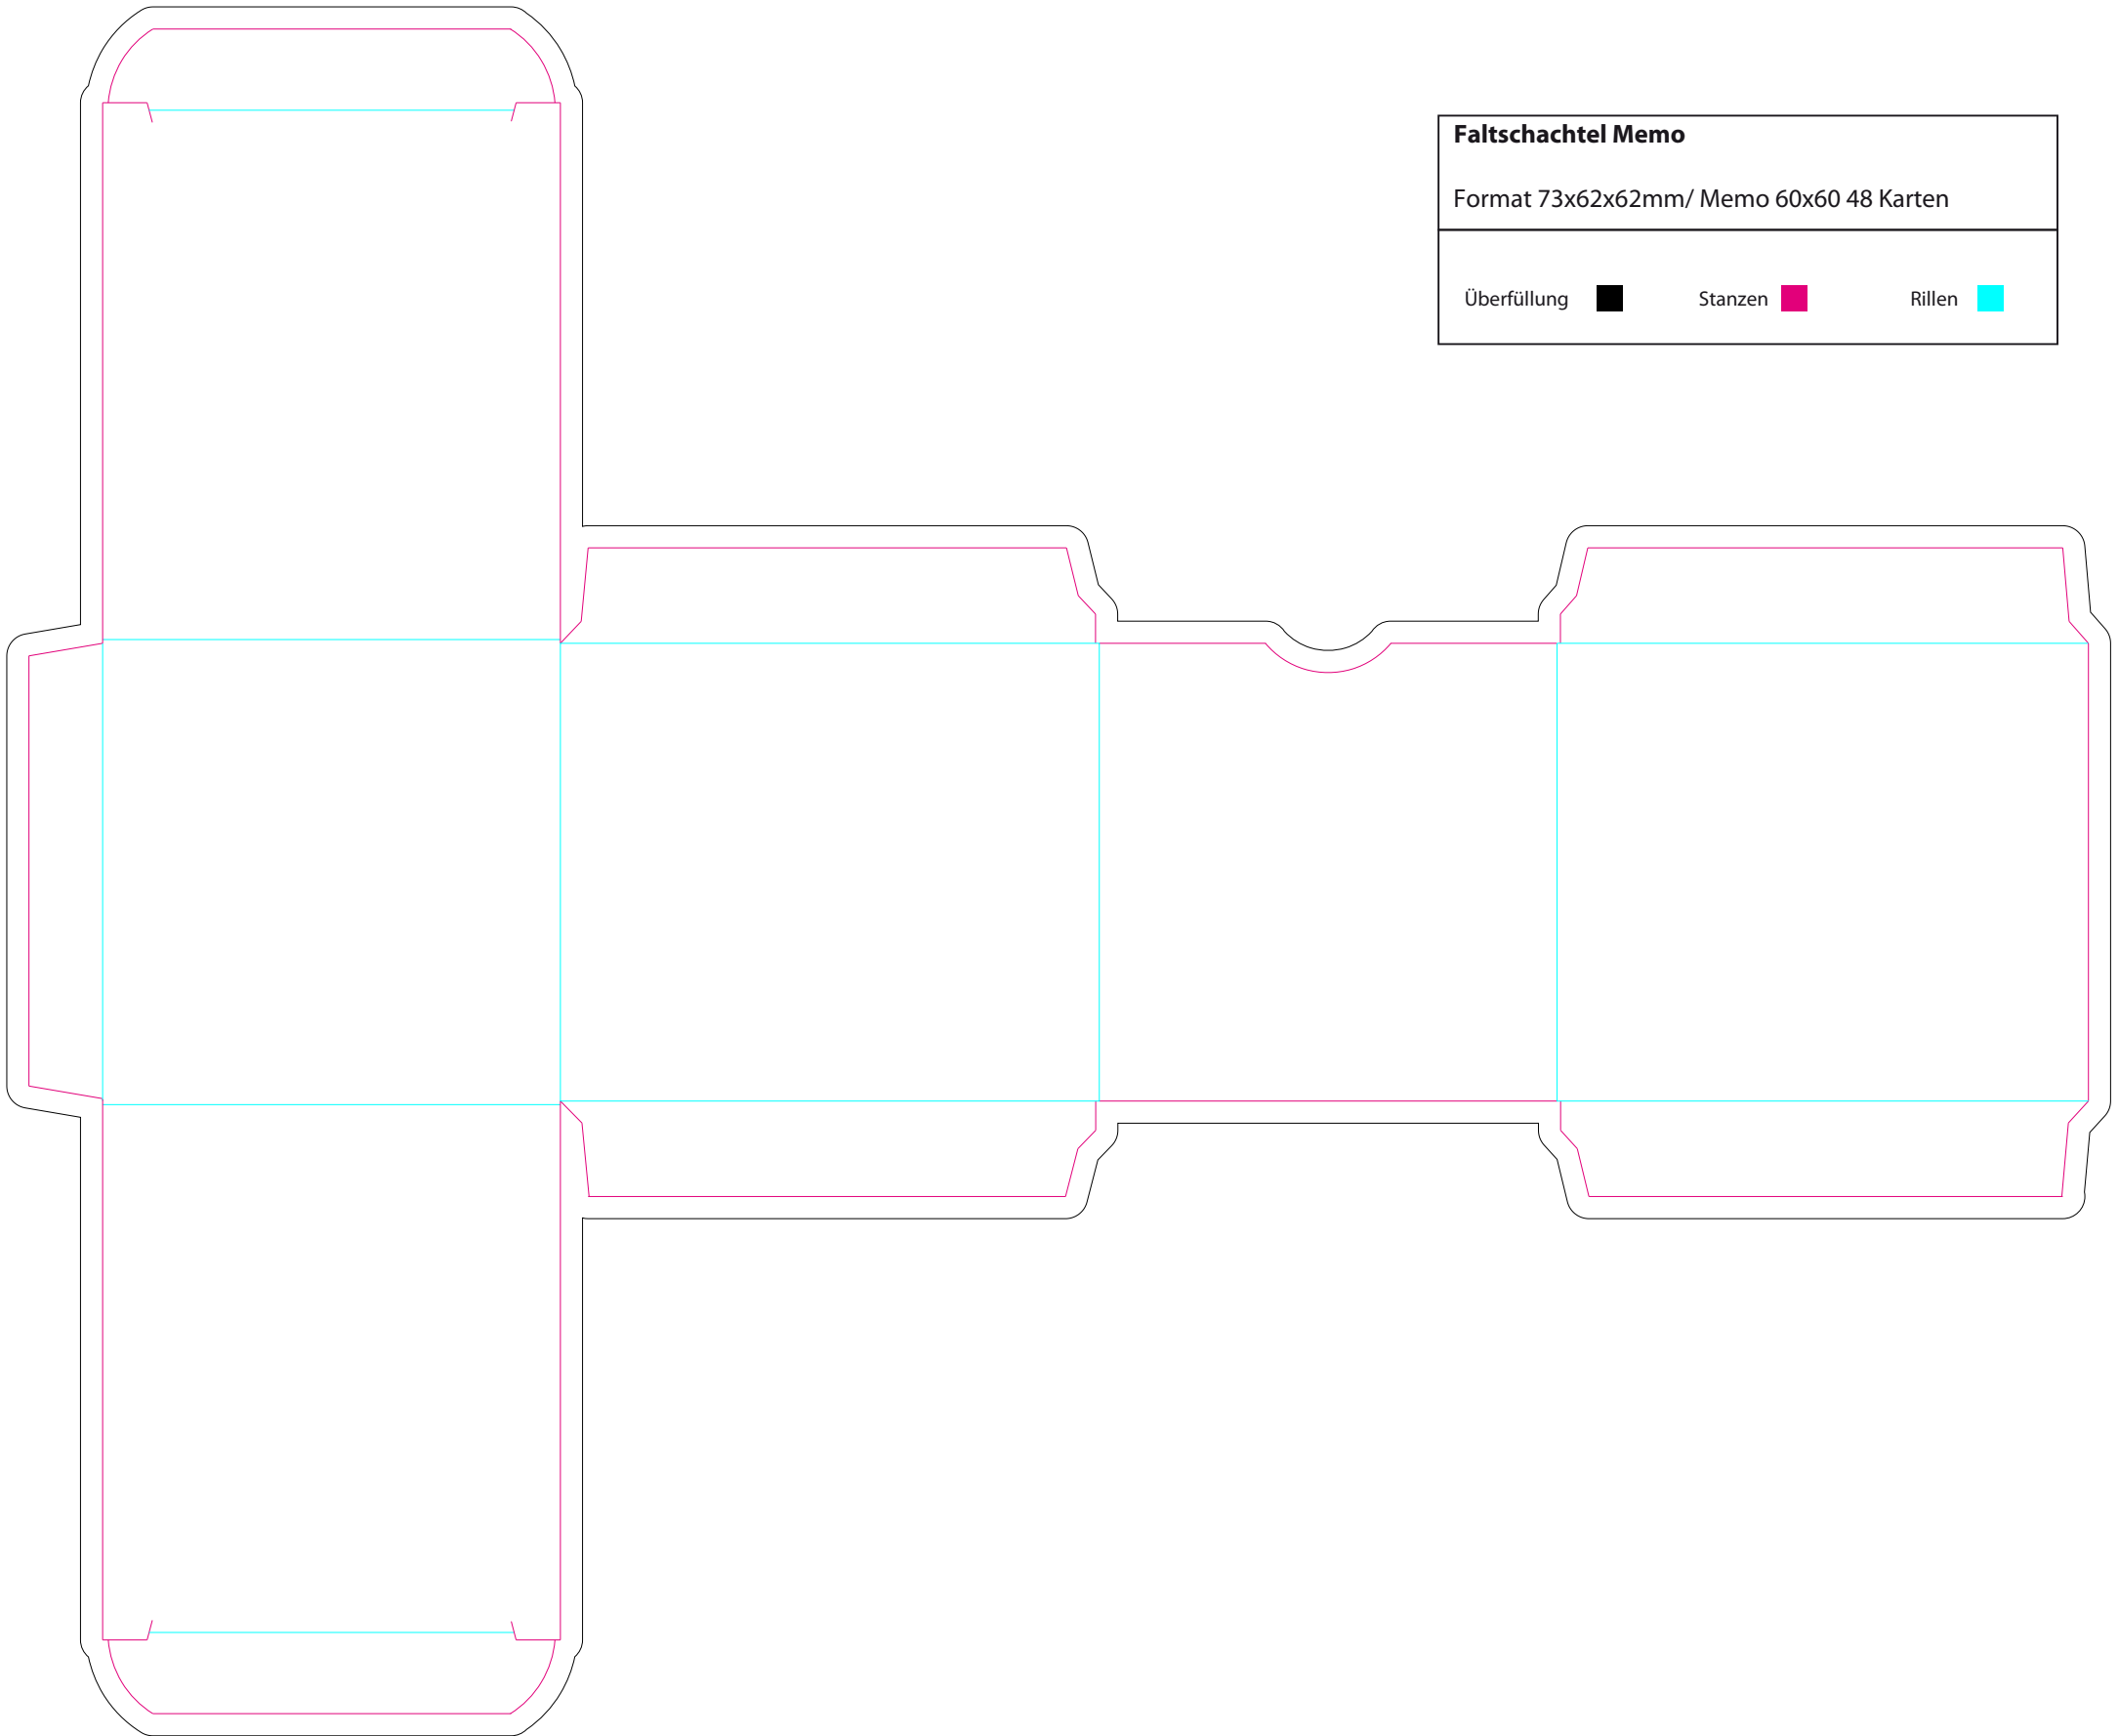 Faltschachtel Memo
Format 73x62x62mm/ Memo 60x60 48 Karten
Überfüllung Stanzen Rillen